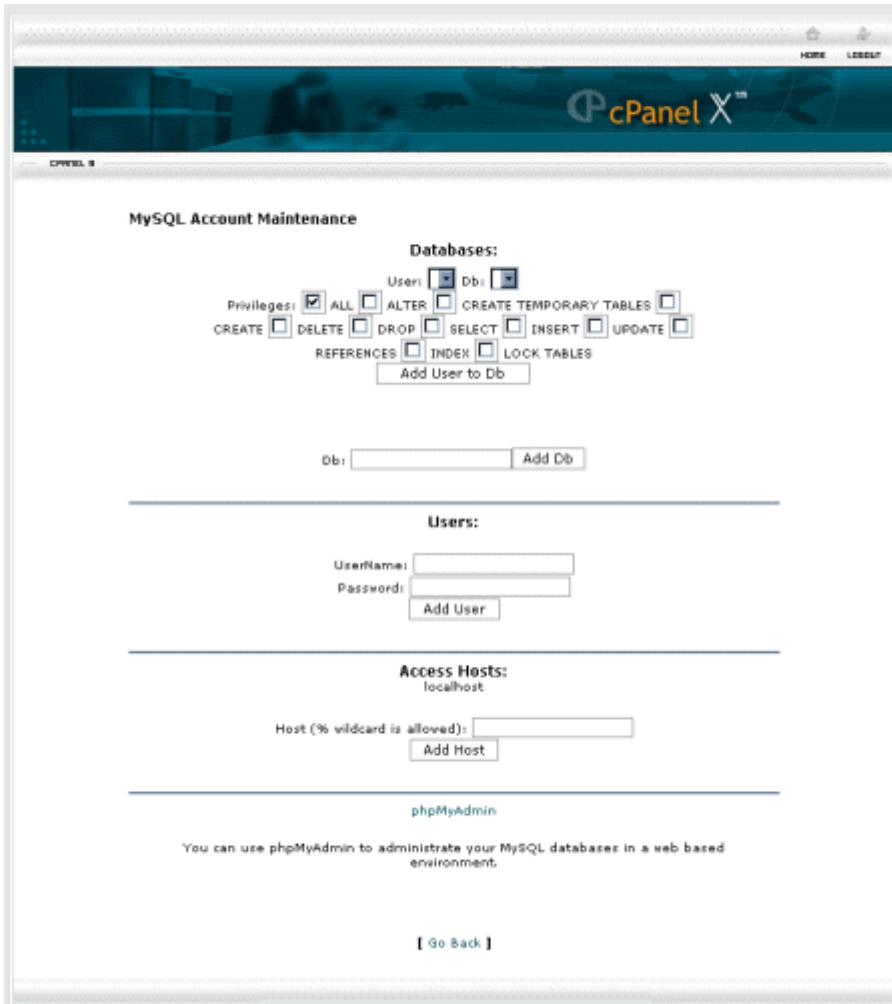 HOME LOGOUT
cPanel X™
CPANEL X
MySQL Account Maintenance
Databases:
User: Db:
Privileges: ALL ALTER CREATE TEMPORARY TABLES
CREATE DELETE DROP SELECT INSERT UPDATE
REFERENCES INDEX LOCK TABLES
Add User to Db
Db: Add Db
Users:
UserName:
Password:
Add User
Access Hosts:
localhost
Host (% wildcard is allowed):
Add Host
phpMyAdmin
You can use phpMyAdmin to administrate your MySQL databases in a web based
environment.
[ Go Back ]